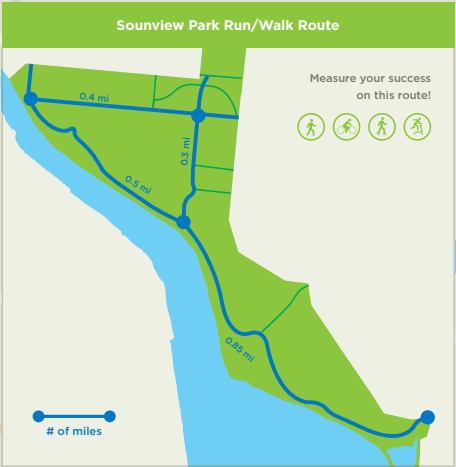 Sounview Park Run/Walk Route
Measure your success
on this route!
0.4 mi
0.3 mi
0.5 mi
0.85 mi
# of miles